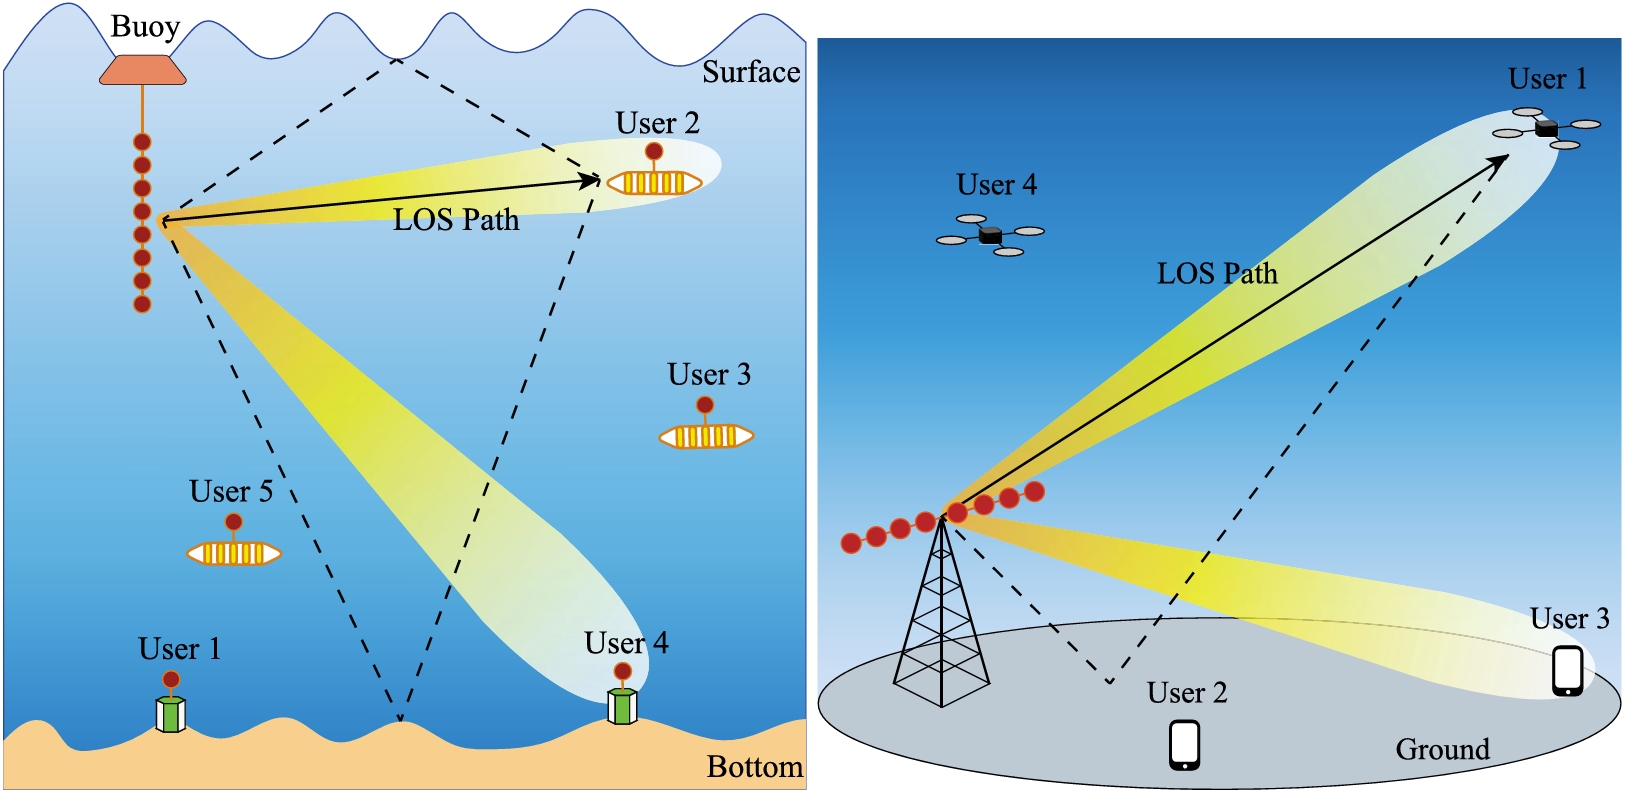 Buoy
Surface
User 2
LOS Path
User 3
User 5
User 1
User 4
Bottom
User 1
User 4
LOS Path
User 3
User 2
Ground